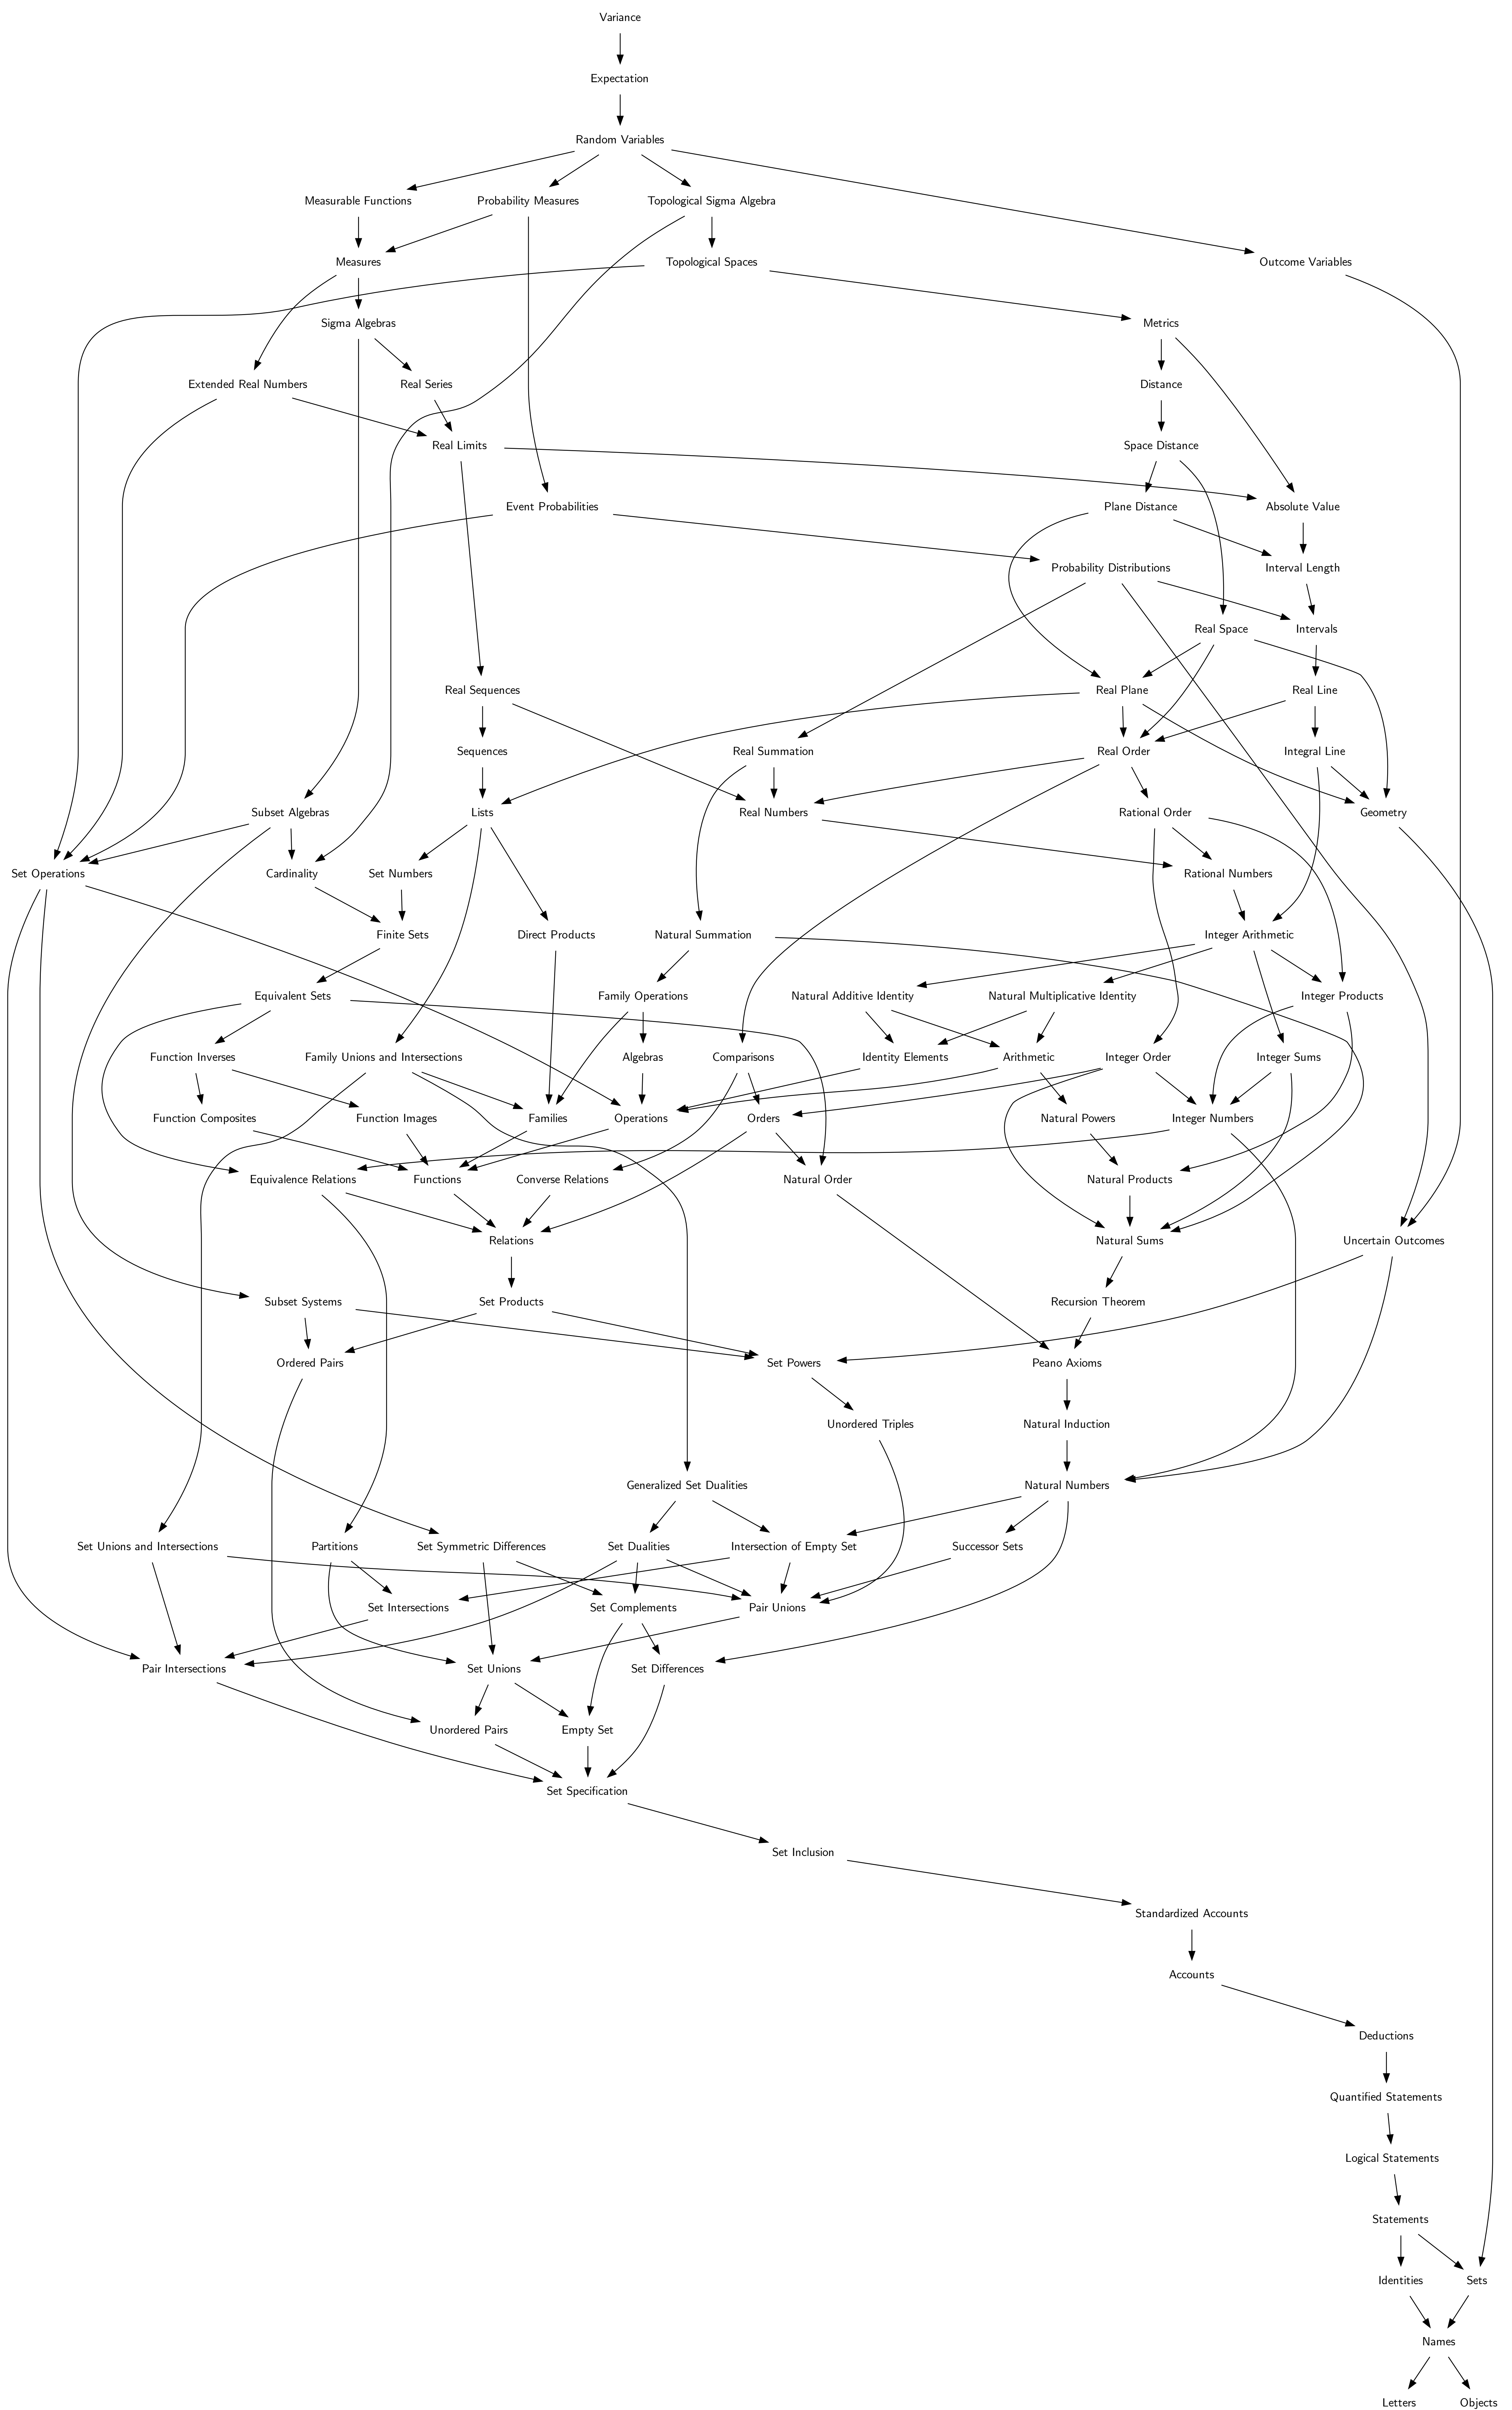 Variance
Expectation
Random Variables
Measurable Functions
Probability Measures
Topological Sigma Algebra
Measures
Topological Spaces
Outcome Variables
Sigma Algebras
Metrics
Extended Real Numbers
Real Series
Distance
Real Limits
Space Distance
Event Probabilities
Plane Distance
Absolute Value
Probability Distributions
Interval Length
Real Space
Intervals
Real Sequences
Real Plane
Real Line
Sequences
Real Summation
Real Order
Integral Line
Subset Algebras
Lists
Real Numbers
Rational Order
Geometry
Set Operations
Cardinality
Set Numbers
Rational Numbers
Finite Sets
Direct Products
Natural Summation
Integer Arithmetic
Equivalent Sets
Family Operations
Natural Additive Identity
Natural Multiplicative Identity
Integer Products
Function Inverses
Family Unions and Intersections
Algebras
Comparisons
Identity Elements
Arithmetic
Integer Order
Integer Sums
Function Composites
Function Images
Families
Operations
Orders
Natural Powers
Integer Numbers
Equivalence Relations
Functions
Converse Relations
Natural Order
Natural Products
Relations
Natural Sums
Uncertain Outcomes
Subset Systems
Set Products
Recursion Theorem
Ordered Pairs
Set Powers
Peano Axioms
Unordered Triples
Natural Induction
Generalized Set Dualities
Natural Numbers
Set Unions and Intersections
Partitions
Set Symmetric Differences
Set Dualities
Intersection of Empty Set
Successor Sets
Set Intersections
Set Complements
Pair Unions
Pair Intersections
Set Unions
Set Differences
Unordered Pairs
Empty Set
Set Specification
Set Inclusion
Standardized Accounts
Accounts
Deductions
Quantified Statements
Logical Statements
Statements
Identities
Sets
Names
Letters
Objects